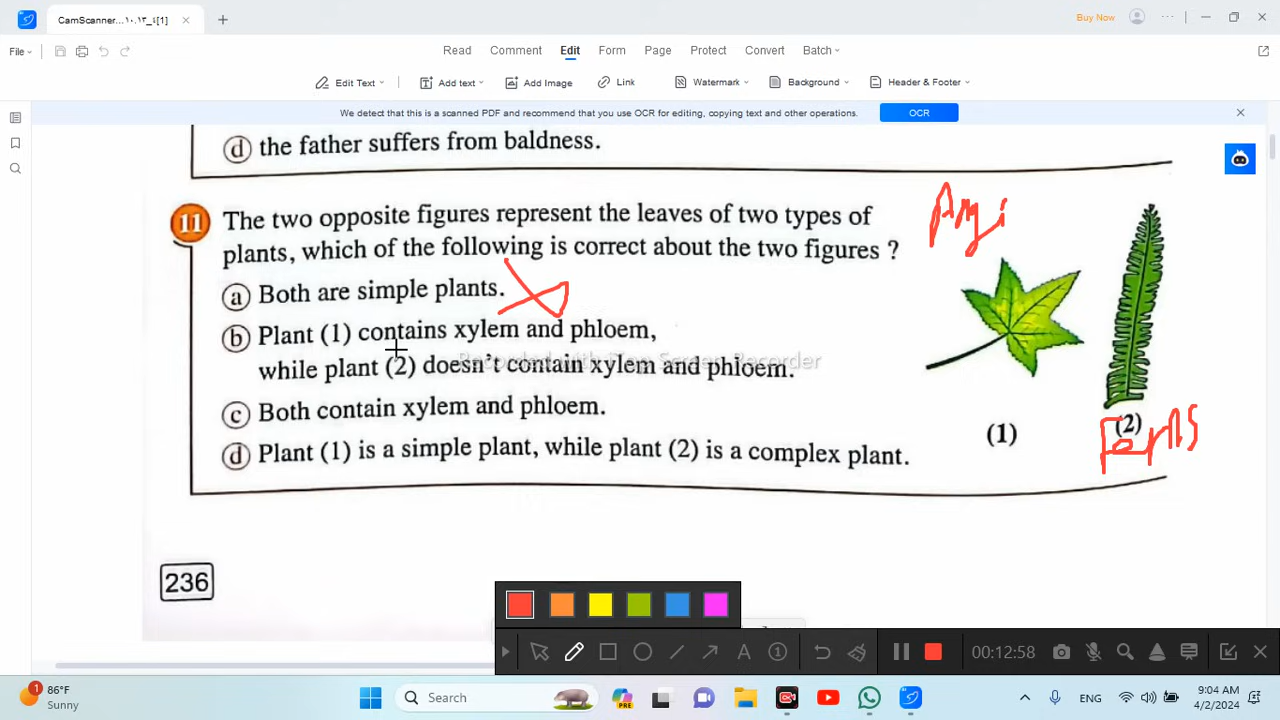 CamScanner...١٠.١٣_٤[1]
Buy Now
File
Read Comment Edit Form Page Protect Convert Batch
Edit Text Add text Add Image Link Watermark Background Header & Footer
We detect that this is a scanned PDF and recommend that you use OCR for editing, copying text and other operations.
OCR
d the father suffers from baldness.
11 The two opposite figures represent the leaves of two types of
plants, which of the following is correct about the two figures ?
a Both are simple plants.
b Plant (1) contains xylem and phloem,
while plant (2) doesn't contain xylem and phloem.
c Both contain xylem and phloem.
d Plant (1) is a simple plant, while plant (2) is a complex plant.
(1)
(2)
236
00:12:58
1
86°F
Sunny
Search
PRE
ENG
9:04 AM
4/2/2024